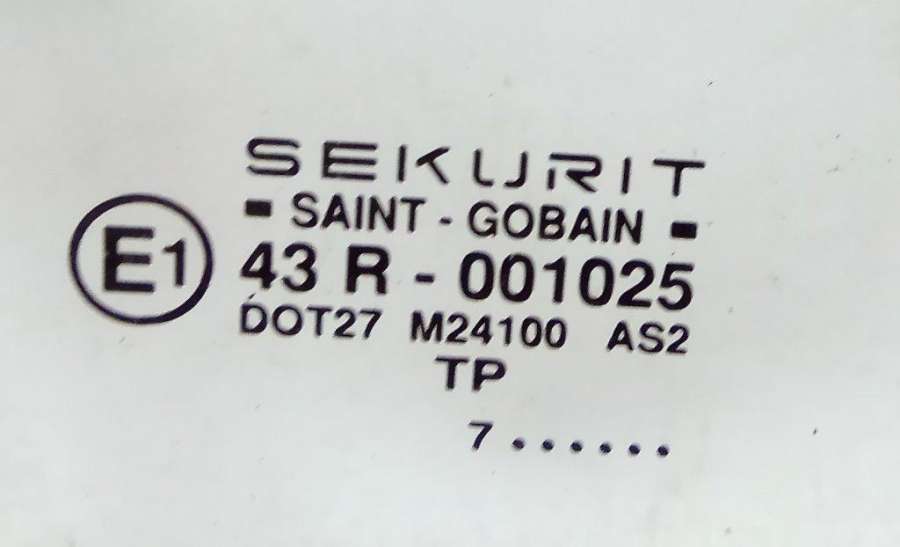 SEKURIT
- SAINT - GOBAIN -
E1
43 R - 001025
DOT27 M24100 AS2
TP
7......